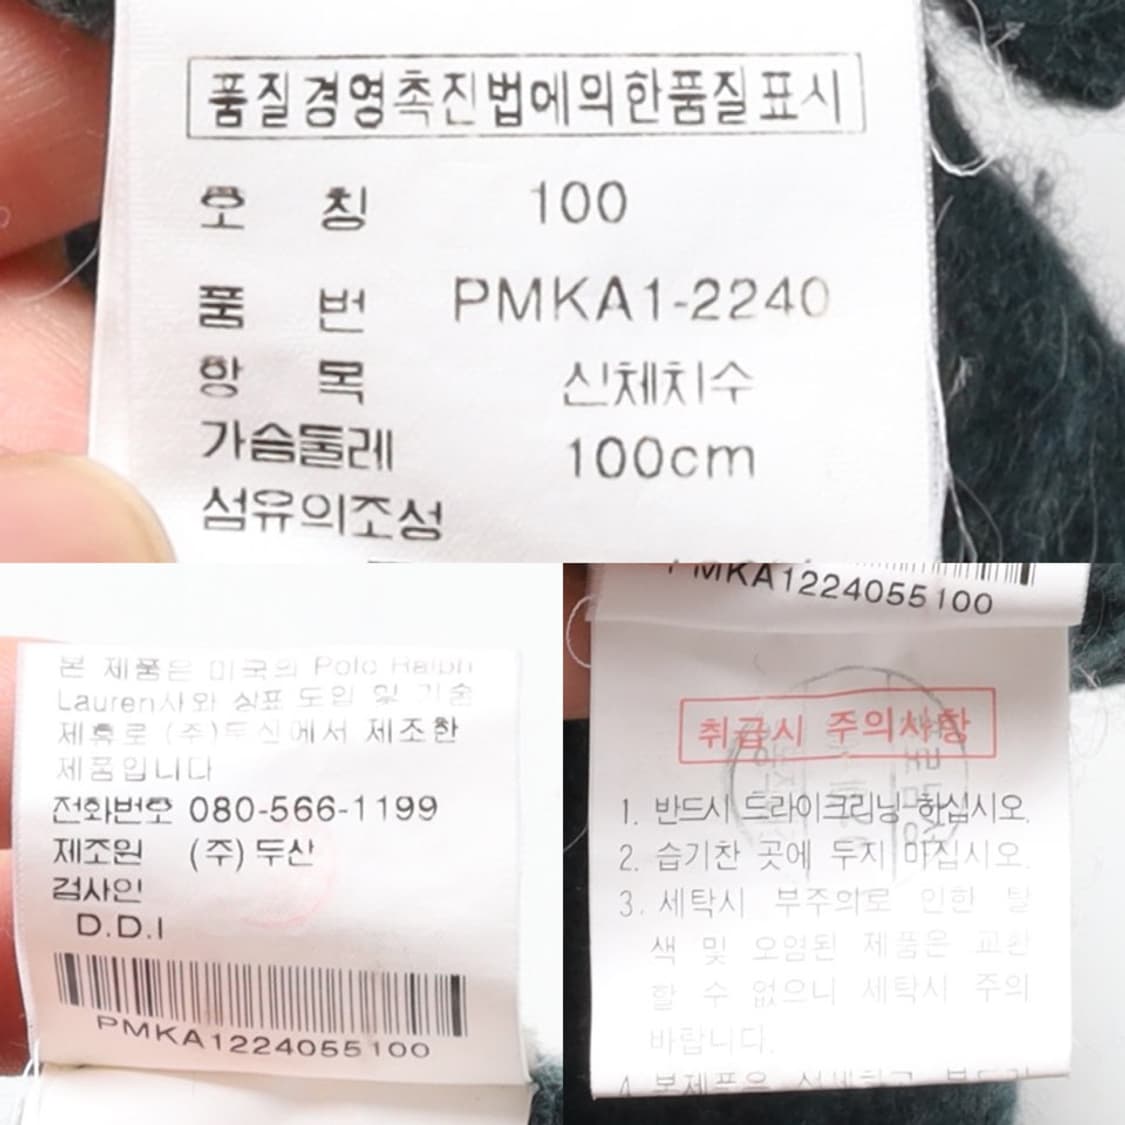 품질경영촉진법에의한품질표시
호 칭 100
품 번 PMKA1-2240
항 목 신체치수
가슴둘레 100cm
섬유의조성
본 제품은 미국의 Polo Ralph
Lauren사와 상표 도입 및 기술
제휴로 (주)두산에서 제조한
제품입니다
전화번호 080-566-1199
제조원 (주)두산
검사인
D.D.I
PMKA1224055100
PMKA1224055100
취급시 주의사항
1. 반드시 드라이크리닝 하십시오.
2. 습기찬 곳에 두지 마십시오.
3. 세탁시 부주의로 인한 탈
색 및 오염된 제품은 교환
할 수 없으니 세탁시 주의
바랍니다.
4. 본제품은